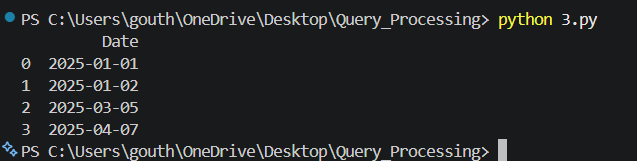 PS C:\Users\gouth\OneDrive\Desktop\Query_Processing> python 3.py
Date
0 2025-01-01
1 2025-01-02
2 2025-03-05
3 2025-04-07
PS C:\Users\gouth\OneDrive\Desktop\Query_Processing>